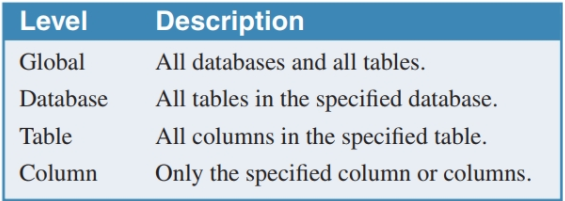 Level Description
Global All databases and all tables.
Database All tables in the specified database.
Table All columns in the specified table.
Column Only the specified column or columns.